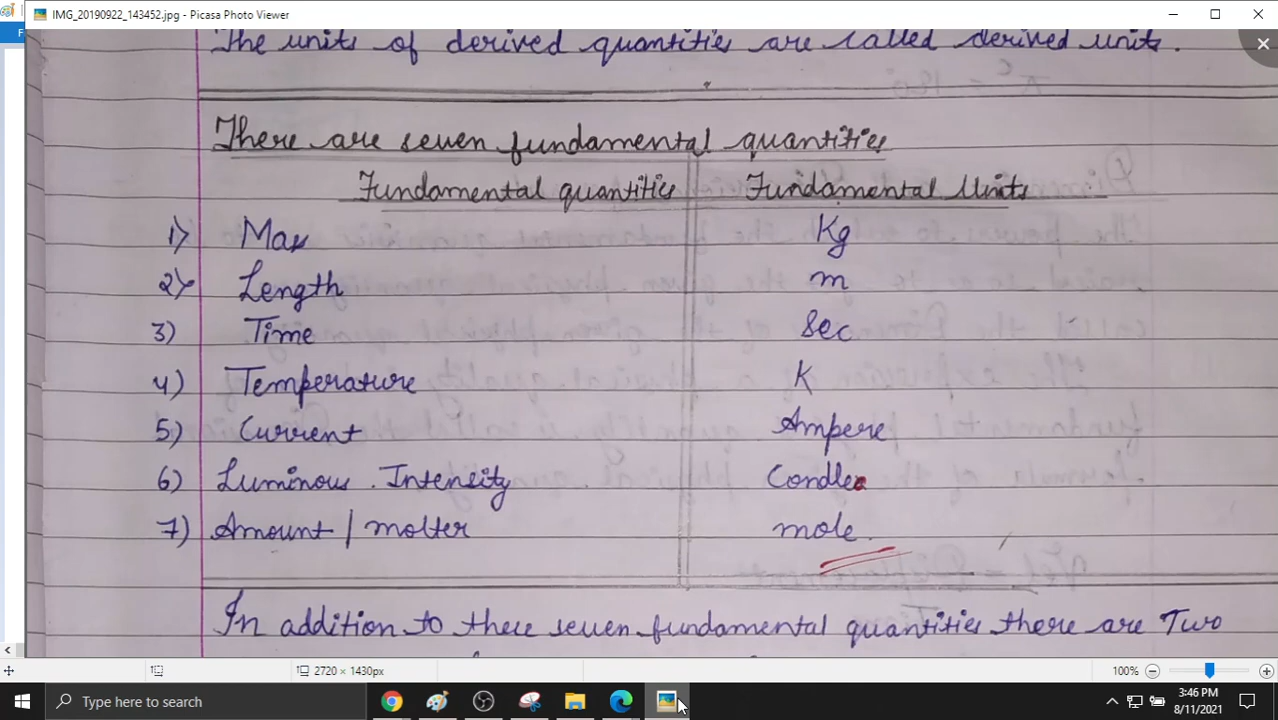 IMG_20190922_143452.jpg - Picasa Photo Viewer
F
The units of derived quantities are called derived units.
There are seven fundamental quantities
Fundamental quantities Fundamental Units
1) Mass Kg
2) Length m
3) Time Sec
4) Temperature K
5) Current Ampere
6) Luminous Intensity Condlea
7) Amount / molter mole.
In addition to these seven fundamental quantities there are Two
2720 × 1430px
100%
Type here to search
3:46 PM
8/11/2021